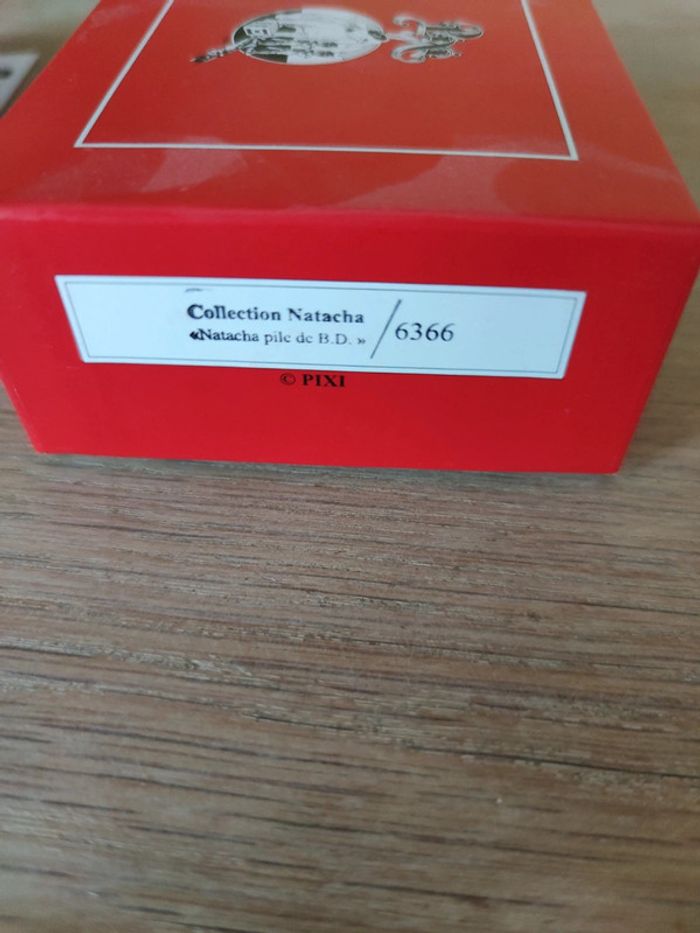 Collection Natacha
«Natacha pile de B.D. » / 6366
© PIXI